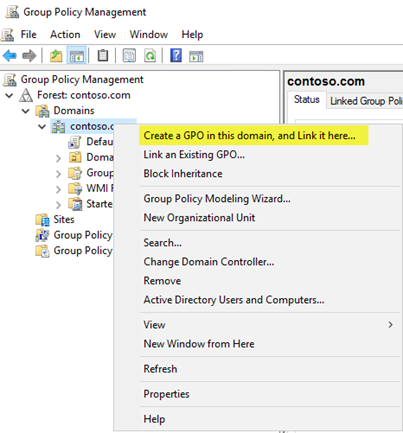 Group Policy Management
File Action View Window Help
Group Policy Management
Forest: contoso.com
Domains
contoso.c
Defau
Doma
Group
WMI F
Starte
Sites
Group Policy
Group Policy
contoso.com
Status Linked Group Poli
Create a GPO in this domain, and Link it here...
Link an Existing GPO...
Block Inheritance
Group Policy Modeling Wizard...
New Organizational Unit
Search...
Change Domain Controller...
Remove
Active Directory Users and Computers...
View
New Window from Here
Refresh
Properties
Help